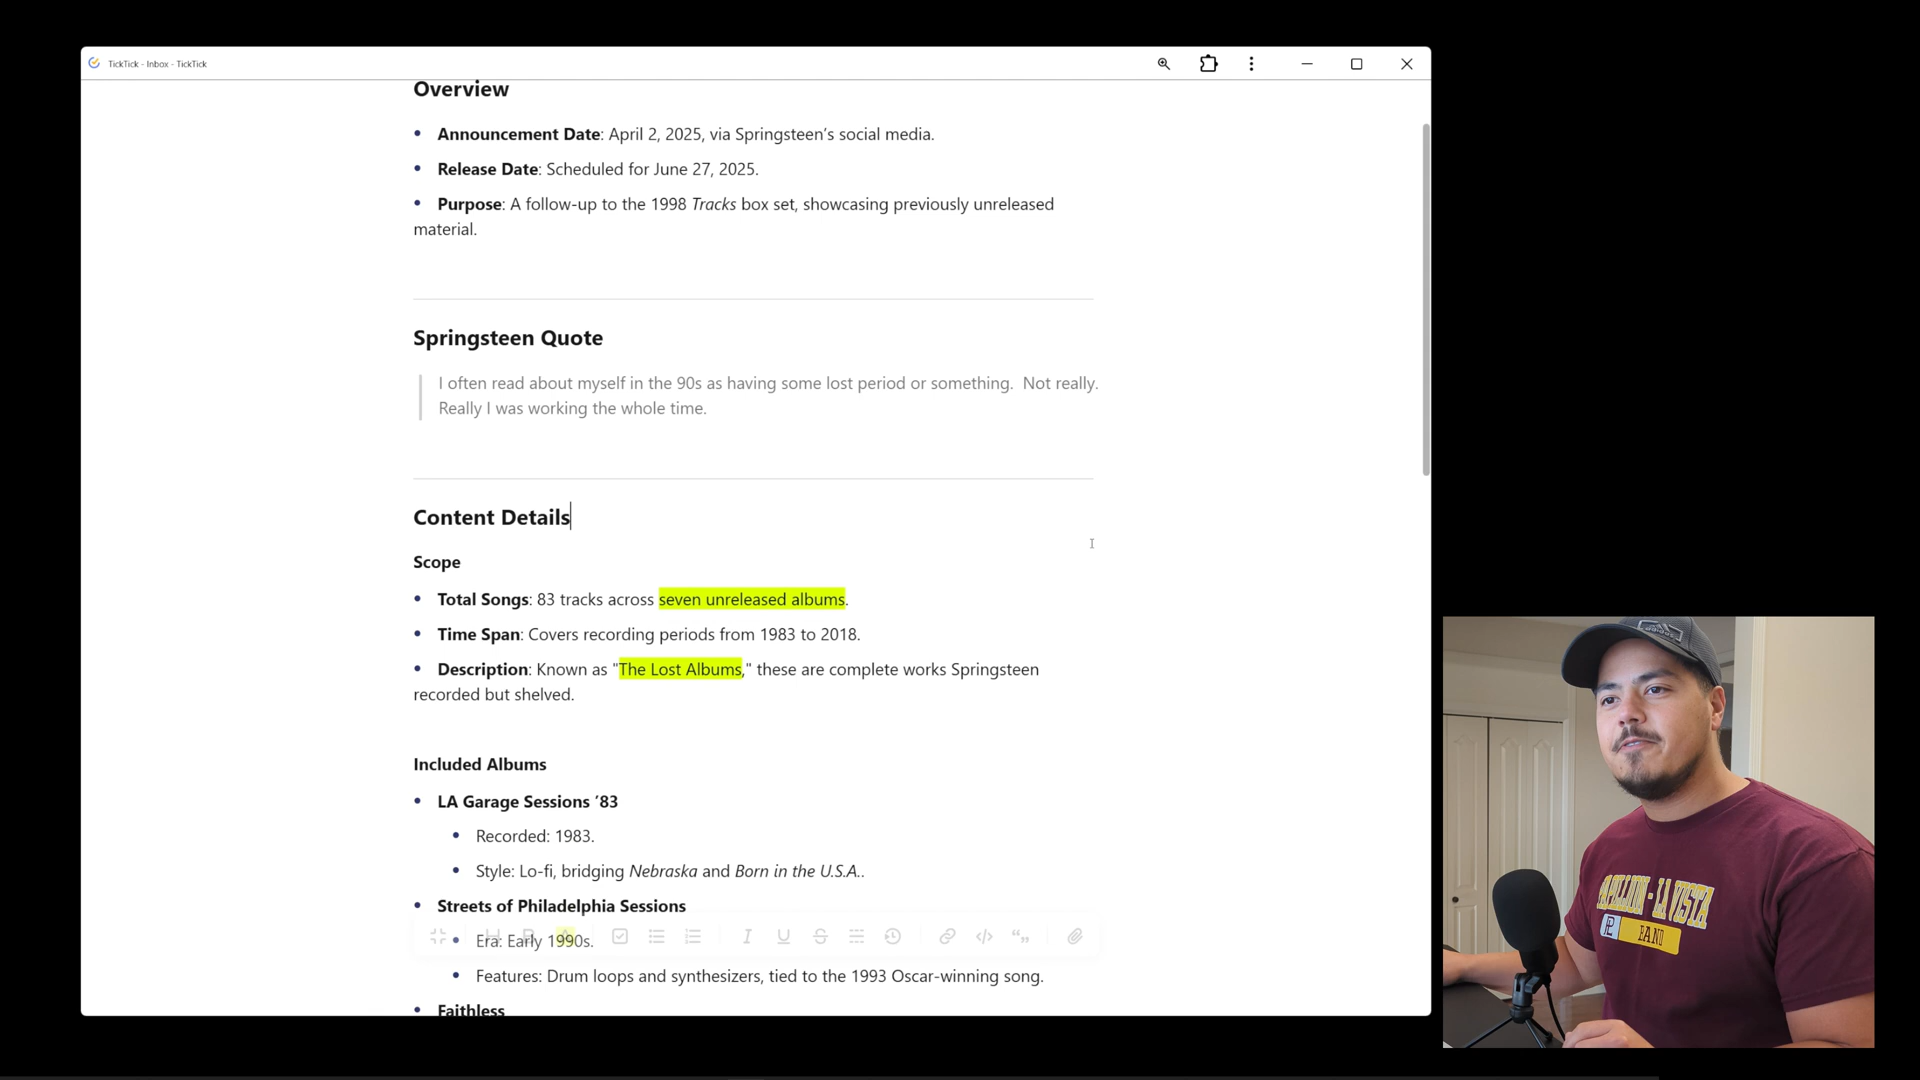 TickTick - Inbox - TickTick
Overview
• Announcement Date: April 2, 2025, via Springsteen’s social media.
• Release Date: Scheduled for June 27, 2025.
• Purpose: A follow-up to the 1998 Tracks box set, showcasing previously unreleased
material.
Springsteen Quote
I often read about myself in the 90s as having some lost period or something.  Not really.
Really I was working the whole time.
Content Details
Scope
• Total Songs: 83 tracks across seven unreleased albums.
• Time Span: Covers recording periods from 1983 to 2018.
• Description: Known as "The Lost Albums," these are complete works Springsteen
recorded but shelved.
Included Albums
• LA Garage Sessions ’83
• Recorded: 1983.
• Style: Lo-fi, bridging Nebraska and Born in the U.S.A..
• Streets of Philadelphia Sessions
• Era: Early 1990s.
• Features: Drum loops and synthesizers, tied to the 1993 Oscar-winning song.
• Faithless
adidas
PAPILLION - LA VISTA
BAND